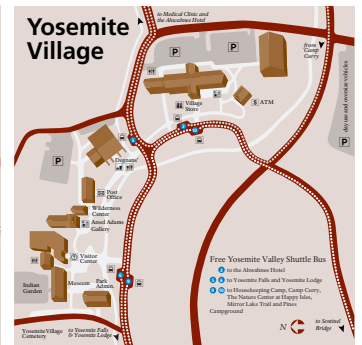 Yosemite
Village
to Medical Clinic and
the Ahwahnee Hotel
from
Camp
Curry
P
P
P
day use and oversize vehicles
Village
Store
$ ATM
Degnans'
P
Post
Office
Wilderness
Center
Ansel Adams
Gallery
Visitor
Center
Indian
Garden
Museum
Park
Admin.
Yosemite Village
Cemetery
to Yosemite Falls
& Yosemite Lodge
Free Yosemite Valley Shuttle Bus
to the Ahwahnee Hotel
to Yosemite Falls and Yosemite Lodge
to Housekeeping Camp, Camp Curry,
The Nature Center at Happy Isles,
Mirror Lake Trail and Pines
Campground
N
to Sentinel
Bridge